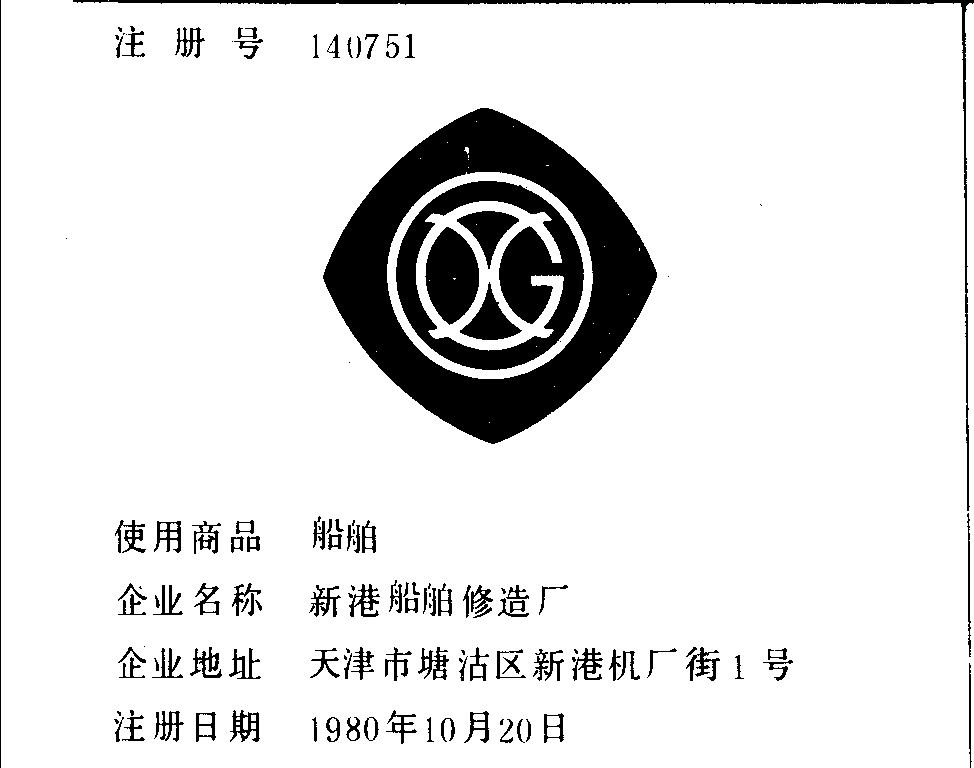 注册号 140751
XG
使用商品 船舶
企业名称 新港船舶修造厂
企业地址 天津市塘沽区新港机厂街1号
注册日期 1980年10月20日